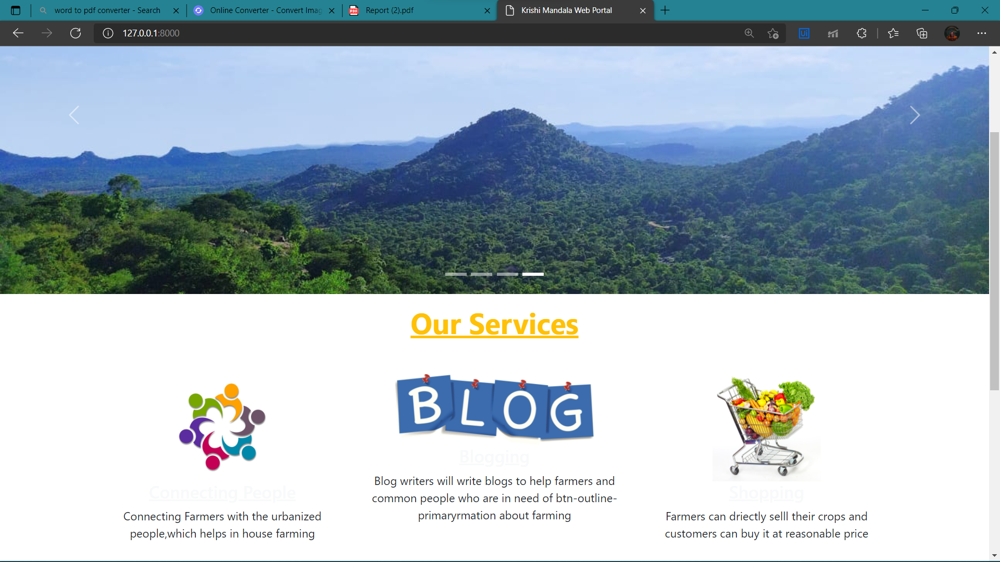 word to pdf converter - Search
Online Converter - Convert Imag
Report (2).pdf
Krishi Mandala Web Portal
127.0.0.1:8000
Our Services
BLOG
Connecting People
Connecting Farmers with the urbanized
people,which helps in house farming
Blogging
Blog writers will write blogs to help farmers and
common people who are in need of btn-outline-
primaryrmation about farming
Shopping
Farmers can driectly selll their crops and
customers can buy it at reasonable price